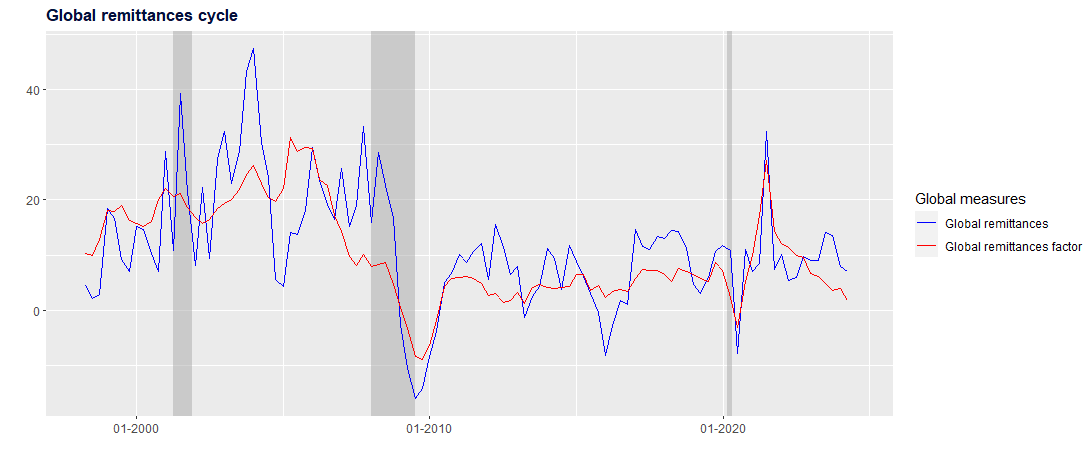 Global remittances cycle
40
20
0
01-2000
01-2010
01-2020
Global measures
Global remittances
Global remittances factor